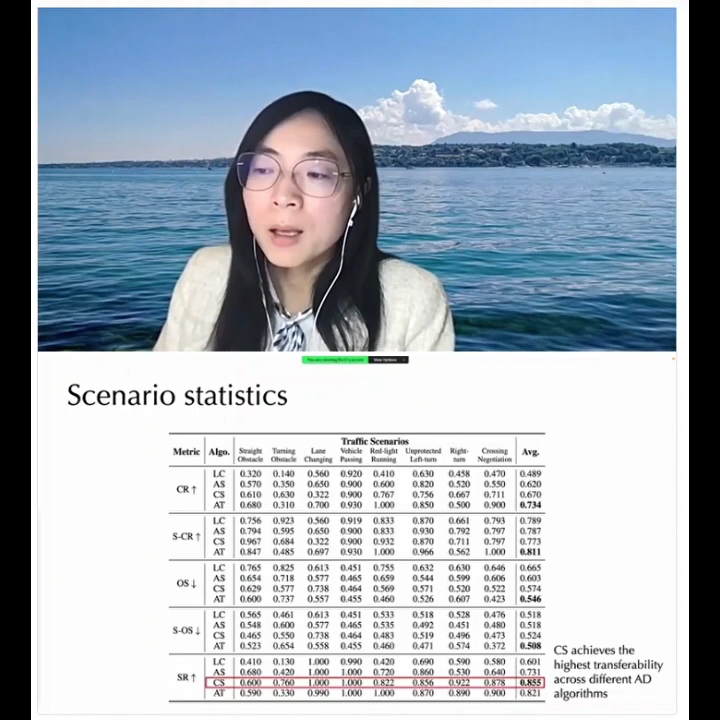 Scenario statistics
Traffic Scenarios
Metric Algo. Straight Obstacle Turning Obstacle Lane Changing Vehicle Passing Red-light Running Unprotected Left-turn Right-turn Crossing Negotiation Avg.
CR ↑
LC 0.320 0.140 0.560 0.920 0.410 0.630 0.458 0.470 0.489
AS 0.570 0.350 0.650 0.900 0.600 0.820 0.520 0.550 0.620
CS 0.610 0.630 0.322 0.900 0.767 0.756 0.667 0.711 0.670
AT 0.680 0.310 0.700 0.930 1.000 0.850 0.500 0.900 0.734
S-CR ↑
LC 0.756 0.923 0.560 0.919 0.833 0.870 0.661 0.793 0.789
AS 0.794 0.595 0.650 0.900 0.833 0.930 0.792 0.797 0.787
CS 0.967 0.684 0.322 0.900 0.932 0.870 0.711 0.797 0.773
AT 0.847 0.485 0.697 0.930 1.000 0.966 0.562 1.000 0.811
OS ↓
LC 0.765 0.825 0.613 0.451 0.755 0.632 0.630 0.646 0.665
AS 0.654 0.718 0.577 0.465 0.659 0.544 0.599 0.606 0.603
CS 0.629 0.577 0.738 0.464 0.569 0.571 0.520 0.522 0.574
AT 0.600 0.737 0.557 0.455 0.460 0.526 0.607 0.423 0.546
S-OS ↓
LC 0.565 0.461 0.613 0.451 0.533 0.518 0.528 0.476 0.518
AS 0.548 0.600 0.577 0.465 0.535 0.492 0.451 0.480 0.518
CS 0.465 0.550 0.738 0.464 0.483 0.519 0.496 0.473 0.524
AT 0.523 0.654 0.558 0.455 0.460 0.471 0.574 0.372 0.508
SR ↑
LC 0.410 0.130 1.000 0.990 0.420 0.690 0.590 0.580 0.601
AS 0.680 0.420 1.000 1.000 0.720 0.860 0.530 0.640 0.731
CS 0.600 0.760 1.000 1.000 0.822 0.856 0.922 0.878 0.855
AT 0.590 0.330 0.990 1.000 1.000 0.870 0.890 0.900 0.821
CS achieves the
highest transferability
across different AD
algorithms